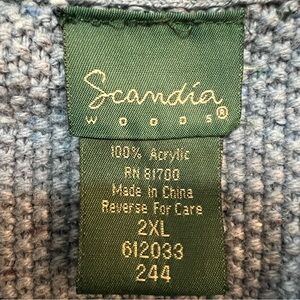 Scandia
WOODS®
100% Acrylic
RN 81700
Made In China
Reverse For Care
2XL
612033
244